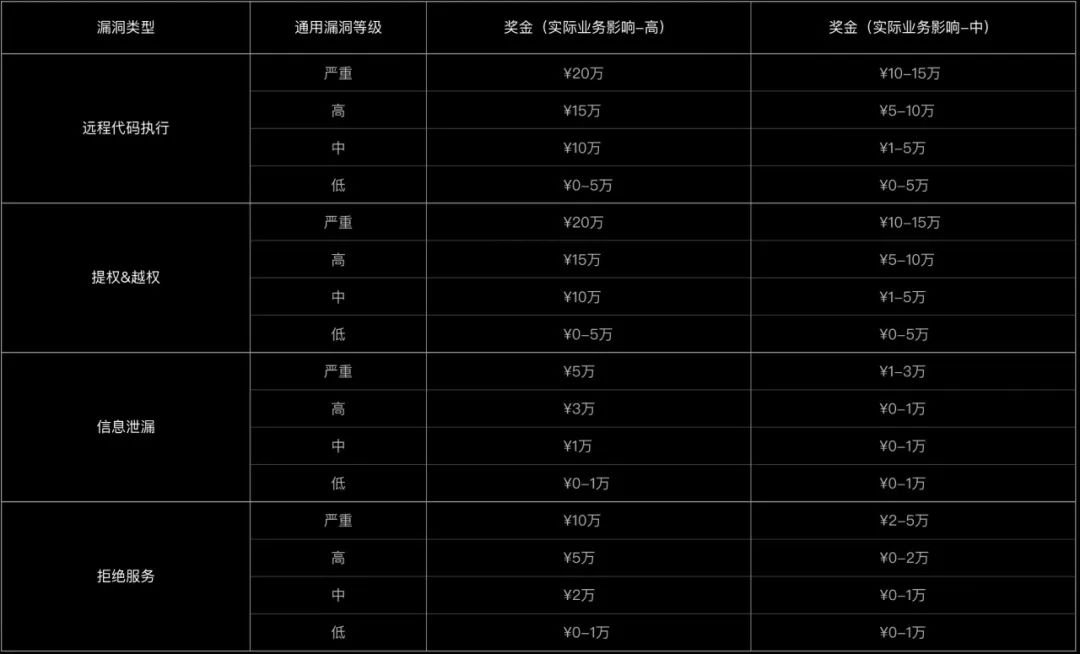 漏洞类型 通用漏洞等级 奖金（实际业务影响–高） 奖金（实际业务影响–中）
远程代码执行
严重 ¥20万 ¥10–15万
高 ¥15万 ¥5–10万
中 ¥10万 ¥1–5万
低 ¥0–5万 ¥0–5万
提权&越权
严重 ¥20万 ¥10–15万
高 ¥15万 ¥5–10万
中 ¥10万 ¥1–5万
低 ¥0–5万 ¥0–5万
信息泄漏
严重 ¥5万 ¥1–3万
高 ¥3万 ¥0–1万
中 ¥1万 ¥0–1万
低 ¥0–1万 ¥0–1万
拒绝服务
严重 ¥10万 ¥2–5万
高 ¥5万 ¥0–2万
中 ¥2万 ¥0–1万
低 ¥0–1万 ¥0–1万